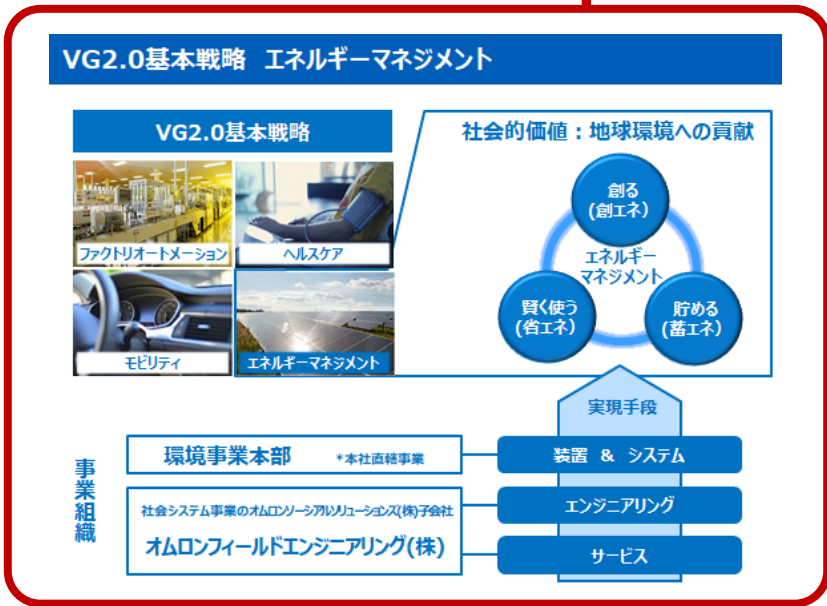 VG2.0基本戦略 エネルギーマネジメント
VG2.0基本戦略
ファクトリオートメーション
ヘルスケア
モビリティ
エネルギーマネジメント
社会的価値：地球環境への貢献
創る
(創エネ)
エネルギー
マネジメント
賢く使う
(省エネ)
貯める
(蓄エネ)
実現手段
事業組織
環境事業本部 *本社直轄事業
装置 & システム
社会システム事業のオムロンソーシアルソリューションズ(株)子会社
オムロンフィールドエンジニアリング(株)
エンジニアリング
サービス